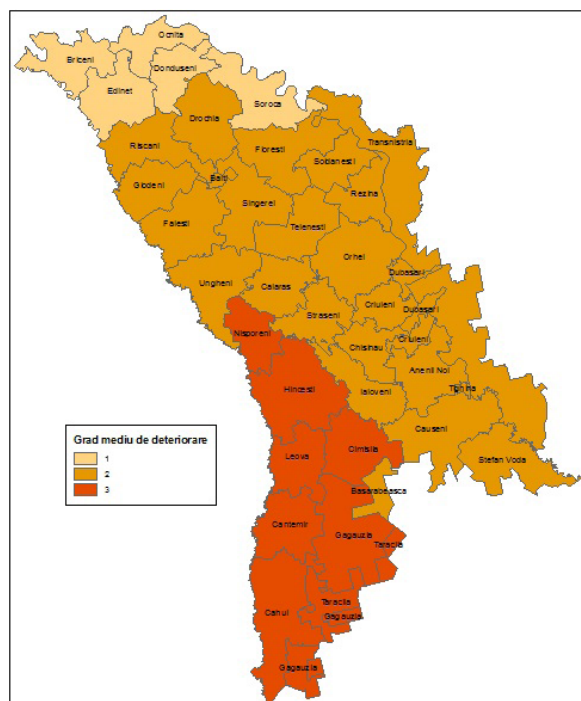 Ocnita
Briceni
Donduseni
Edinet
Soroca
Drochia
Transnistria
Riscani
Floresti
Soldanesti
Balti
Glodeni
Rezina
Singerei
Falesti
Telenesti
Orhei
Dubasari
Ungheni
Calaras
Criuleni
Straseni
Dubasari
Nisporeni
Chisinau
Criuleni
Anenii Noi
Hincesti
Tighina
Ialoveni
Causeni
Grad mediu de deteriorare
1
2
3
Cimislia
Leova
Stefan Voda
Basarabeasca
Cantemir
Gagauzia
Taraclia
Taraclia
Cahul
Gagauzia
Gagauzia